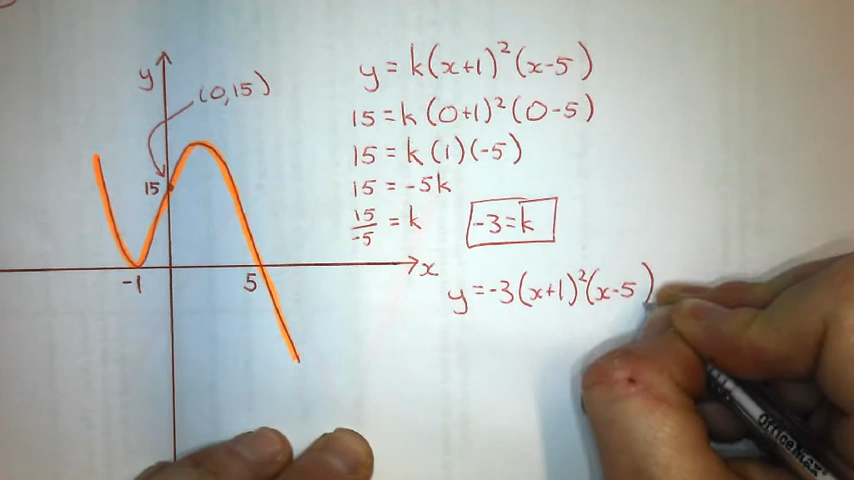 y
(0,15)
15
-1
5
x
y = k(x+1)²(x-5)
15 = k (0+1)² (0-5)
15 = k (1)(-5)
15 = -5k
15/-5 = k
-3 = k
y = -3(x+1)²(x-5)
OfficeMax